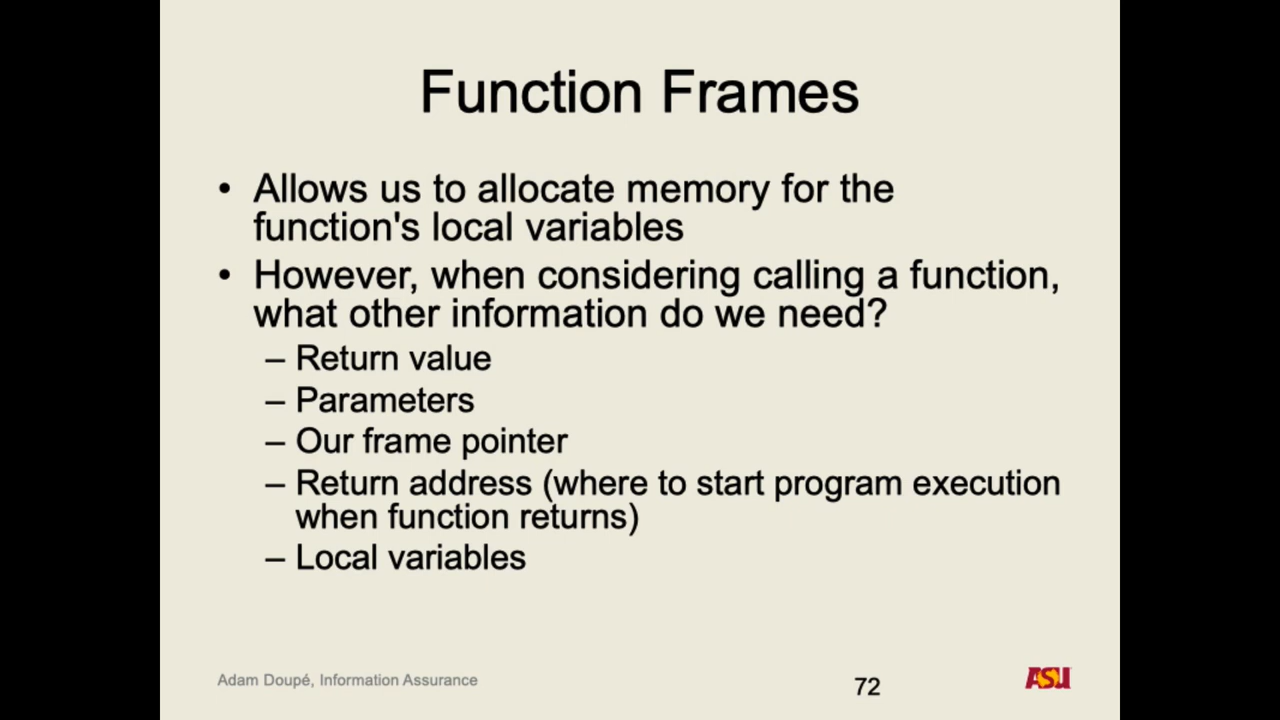 Function Frames
• Allows us to allocate memory for the
function's local variables
• However, when considering calling a function,
what other information do we need?
– Return value
– Parameters
– Our frame pointer
– Return address (where to start program execution
when function returns)
– Local variables
Adam Doupé, Information Assurance
72
ASU